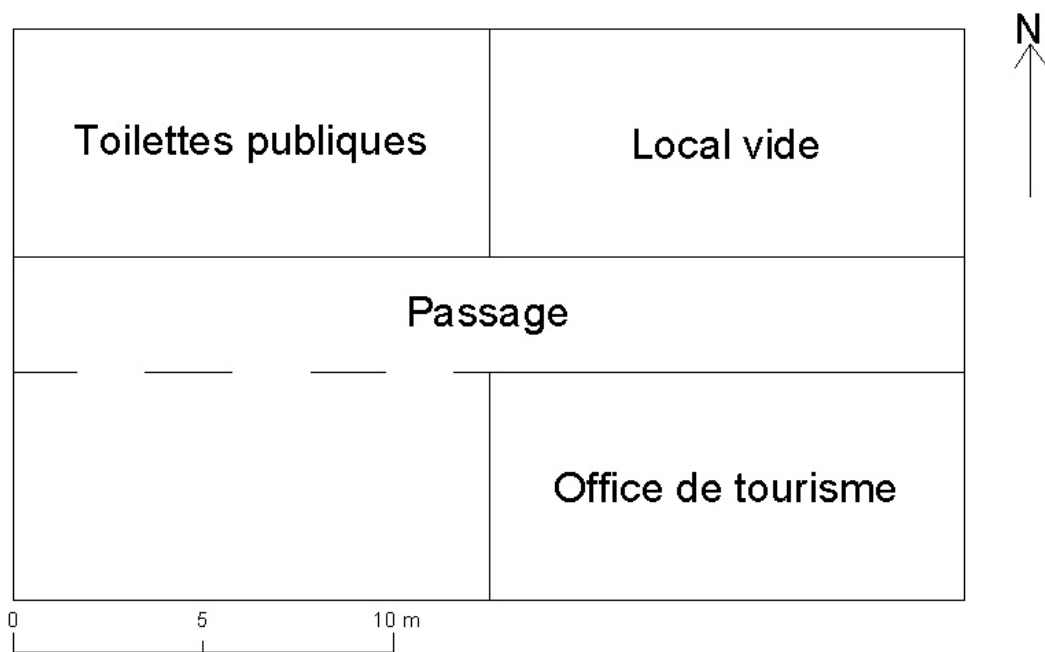 N
Toilettes publiques
Local vide
Passage
Office de tourisme
0 5 10 m